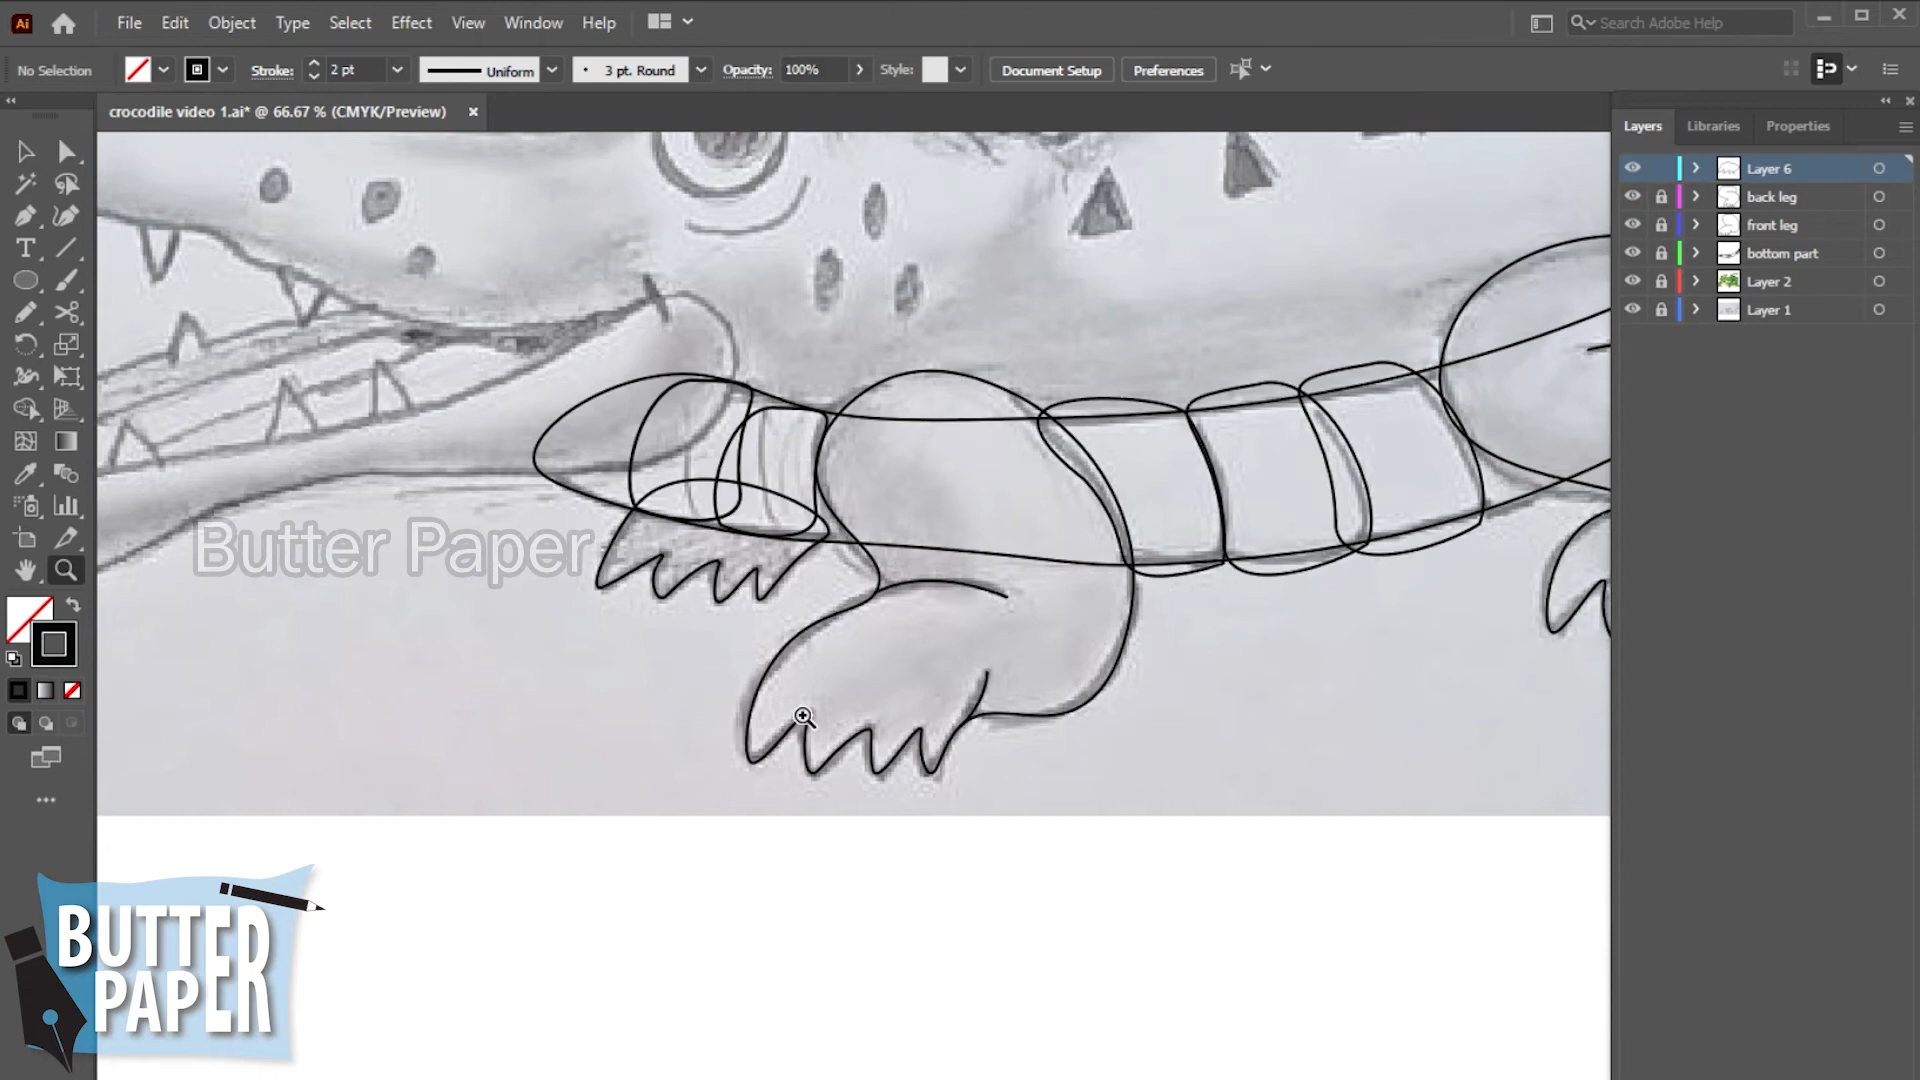 Ai File Edit Object Type Select Effect View Window Help Search Adobe Help
No Selection Stroke: 2 pt Uniform 3 pt. Round Opacity: 100% Style: Document Setup Preferences
crocodile video 1.ai* @ 66.67 % (CMYK/Preview)
Layers Libraries Properties
Layer 6
back leg
front leg
bottom part
Layer 2
Layer 1
Butter Paper
BUTTER
PAPER